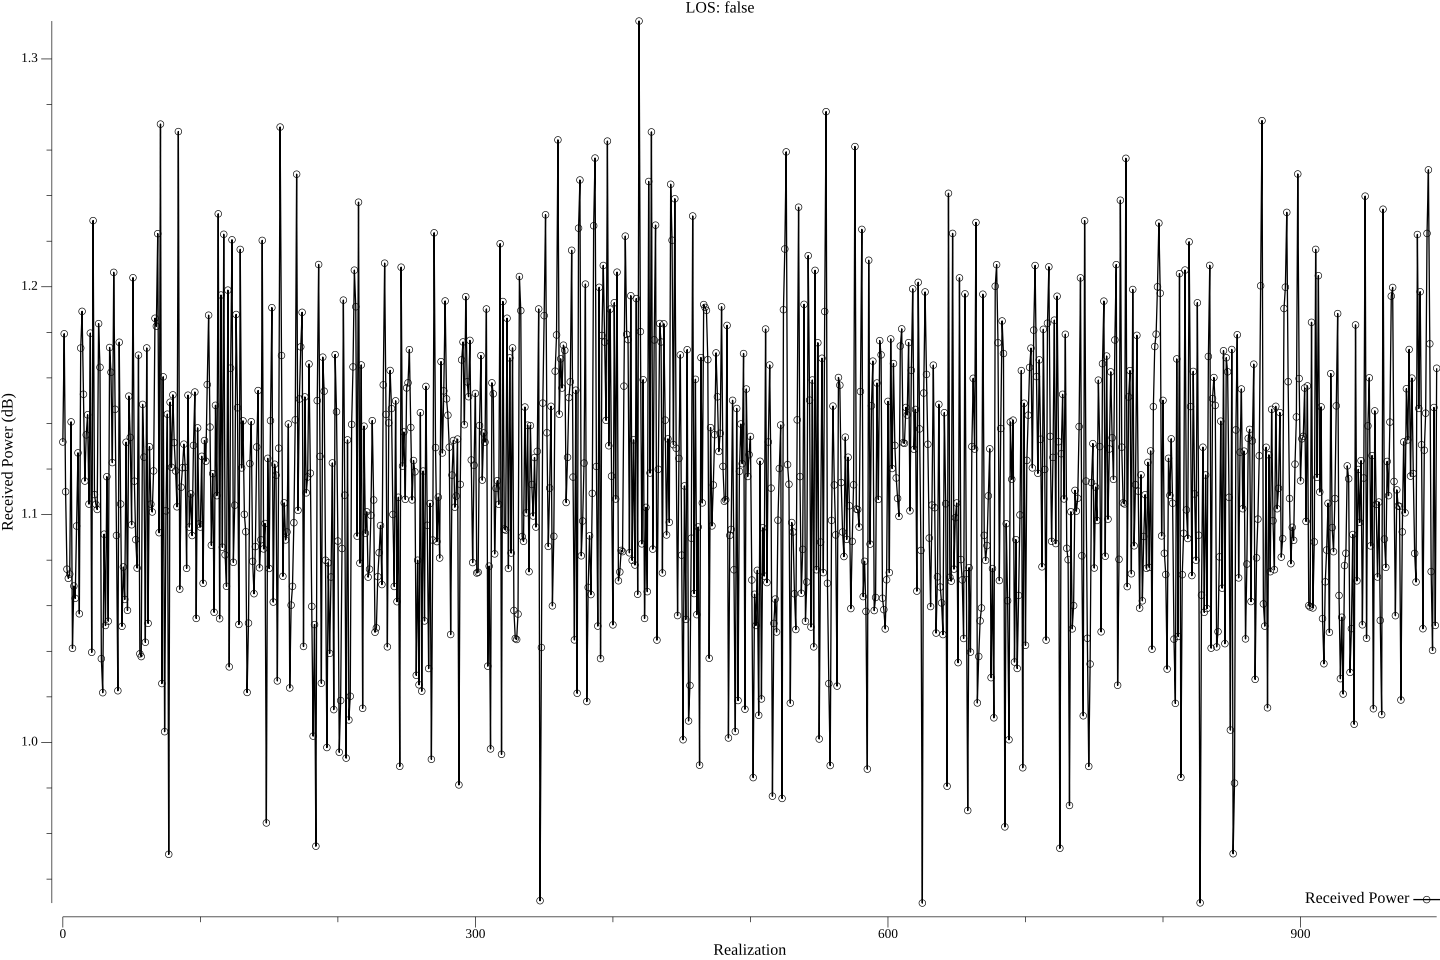 LOS: false
1.3
1.2
1.1
1.0
Received Power (dB)
Received Power
0
300
600
900
Realization